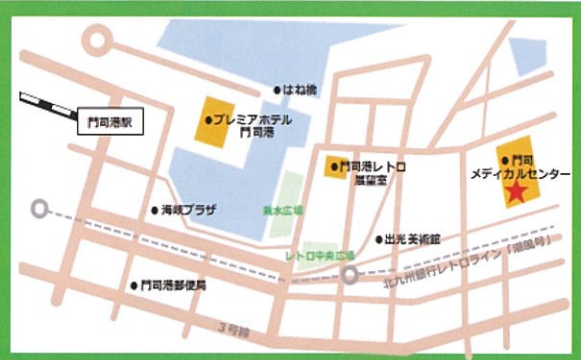 はね橋
門司港駅
プレミアホテル
門司港
門司港レトロ
展望室
門司
メディカルセンター
海峡プラザ
親水広場
出光美術館
レトロ中央広場
北九州銀行レトロライン「潮風号」
門司港郵便局
3号線